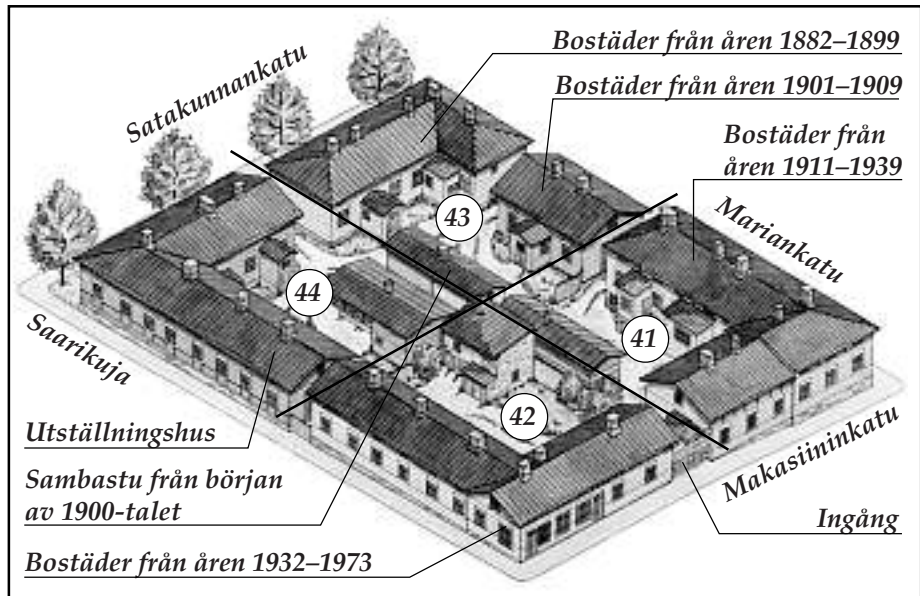 Bostäder från åren 1882–1899
Satakunnankatu
Bostäder från åren 1901–1909
Bostäder från
åren 1911–1939
43
Mariankatu
44
41
Saarikuja
42
Makasiininkatu
Utställningshus
Sambastu från början
av 1900-talet
Ingång
Bostäder från åren 1932–1973